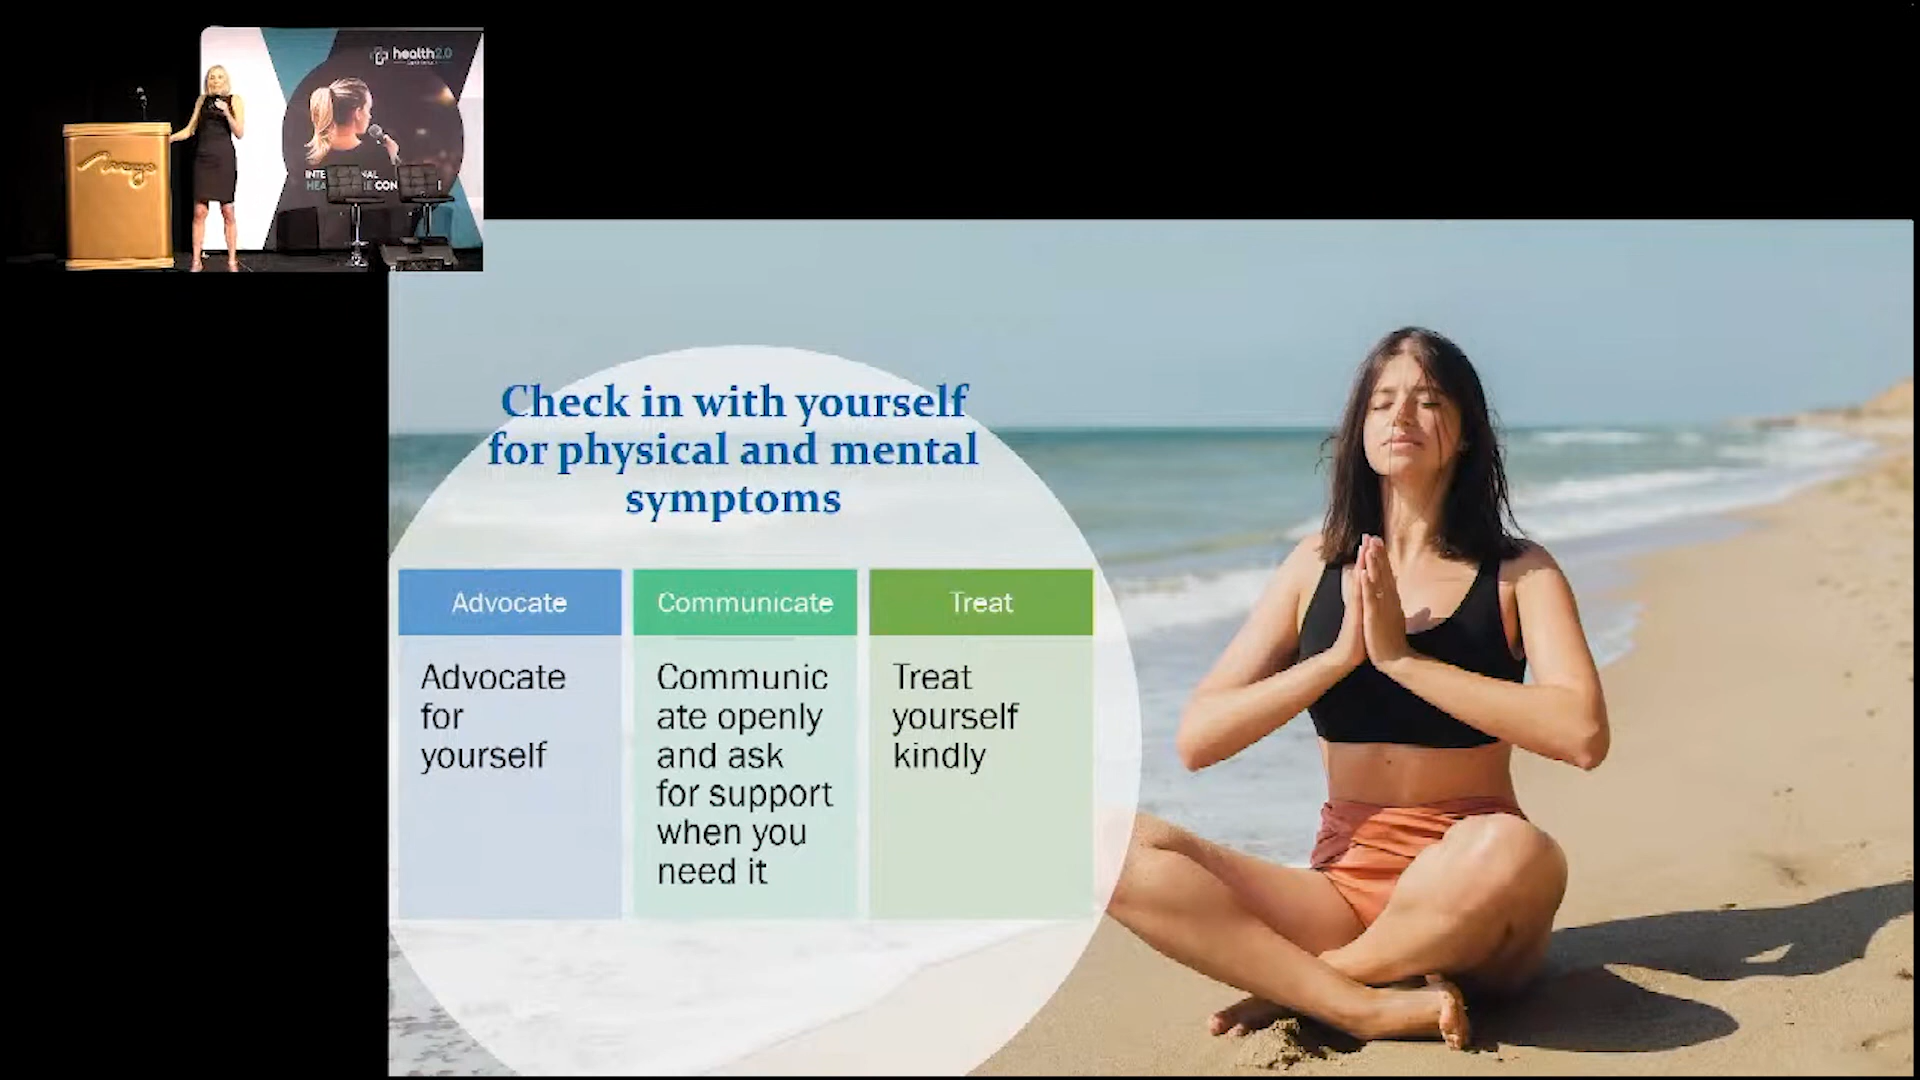 health2.0
Mirage
Check in with yourself
for physical and mental
symptoms
Advocate
Communicate
Treat
Advocate
for
yourself
Communic
ate openly
and ask
for support
when you
need it
Treat
yourself
kindly